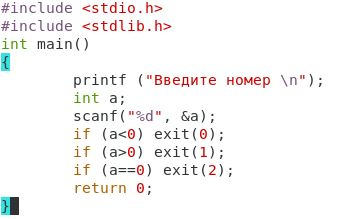 #include <stdio.h>
#include <stdlib.h>
int main()
{
        printf ("Введите номер \n");
        int a;
        scanf("%d", &a);
        if (a<0) exit(0);
        if (a>0) exit(1);
        if (a==0) exit(2);
        return 0;
}